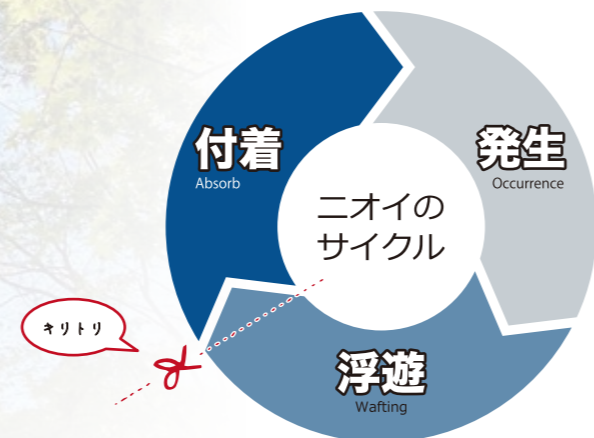 付着
Absorb
発生
Occurrence
ニオイの
サイクル
キリトリ
浮遊
Wafting